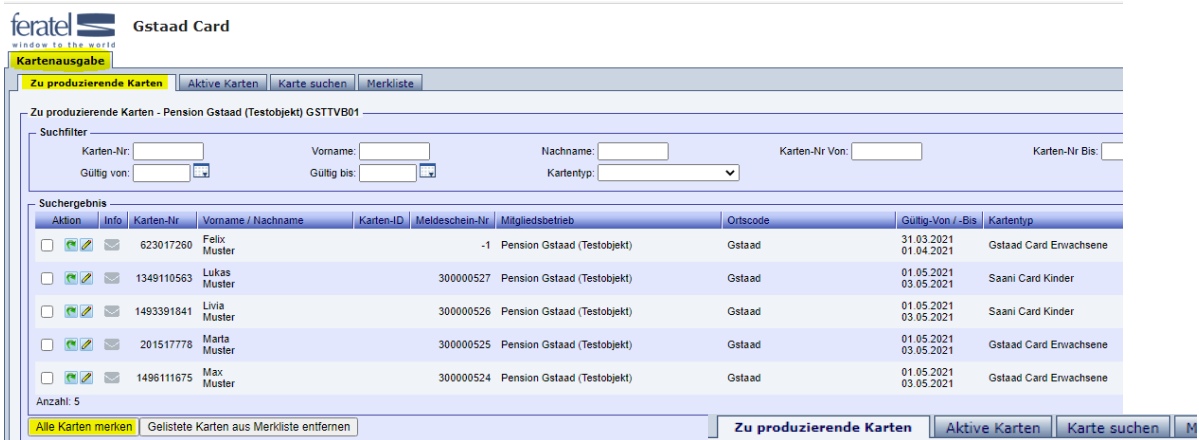 feratel Gstaad Card
window to the world
Kartenausgabe
Zu produzierende Karten Aktive Karten Karte suchen Merkliste
Zu produzierende Karten - Pension Gstaad (Testobjekt) GSTTVB01
Suchfilter
Karten-Nr: Vorname: Nachname: Karten-Nr Von: Karten-Nr Bis:
Gültig von: Gültig bis: Kartentyp:
Suchergebnis
Aktion Info Karten-Nr Vorname / Nachname Karten-ID Meldeschein-Nr Mitgliedsbetrieb Ortscode Gültig-Von / -Bis Kartentyp
623017260 Felix Muster -1 Pension Gstaad (Testobjekt) Gstaad 31.03.2021 01.04.2021 Gstaad Card Erwachsene
1349110563 Lukas Muster 300000527 Pension Gstaad (Testobjekt) Gstaad 01.05.2021 03.05.2021 Saani Card Kinder
1493391841 Livia Muster 300000526 Pension Gstaad (Testobjekt) Gstaad 01.05.2021 03.05.2021 Saani Card Kinder
201517778 Marta Muster 300000525 Pension Gstaad (Testobjekt) Gstaad 01.05.2021 03.05.2021 Gstaad Card Erwachsene
1496111675 Max Muster 300000524 Pension Gstaad (Testobjekt) Gstaad 01.05.2021 03.05.2021 Gstaad Card Erwachsene
Anzahl: 5
Alle Karten merken Gelistete Karten aus Merkliste entfernen
Zu produzierende Karten Aktive Karten Karte suchen M